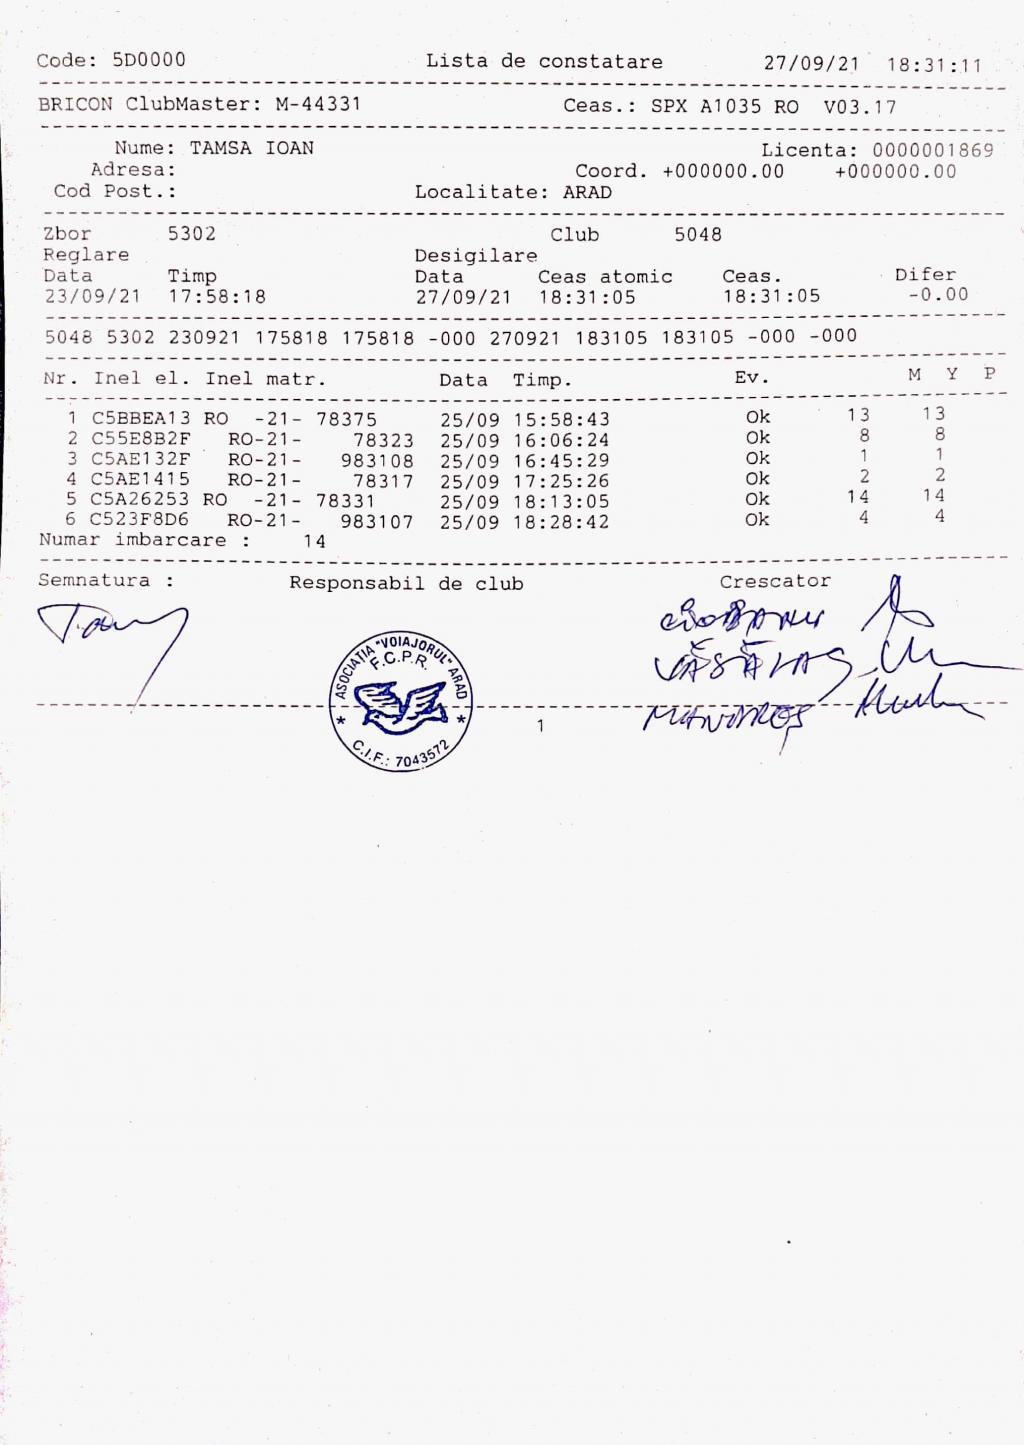 Code: 5D0000 Lista de constatare 27/09/21 18:31:11
BRICON ClubMaster: M-44331 Ceas.: SPX A1035 RO V03.17
Nume: TAMSA IOAN Licenta: 0000001869
Adresa: Coord. +000000.00 +000000.00
Cod Post.: Localitate: ARAD
Zbor 5302 Club 5048
Reglare Desigilare
Data Timp Data Ceas atomic Ceas. Difer
23/09/21 17:58:18 27/09/21 18:31:05 18:31:05 -0.00
5048 5302 230921 175818 175818 -000 270921 183105 183105 -000 -000
Nr. Inel el. Inel matr. Data Timp. Ev. M Y P
1 C5BBEA13 RO -21- 78375 25/09 15:58:43 Ok 13 13
2 C55E8B2F RO-21- 78323 25/09 16:06:24 Ok 8 8
3 C5AE132F RO-21- 983108 25/09 16:45:29 Ok 1 1
4 C5AE1415 RO-21- 78317 25/09 17:25:26 Ok 2 2
5 C5A26253 RO -21- 78331 25/09 18:13:05 Ok 14 14
6 C523F8D6 RO-21- 983107 25/09 18:28:42 Ok 4 4
Numar imbarcare : 14
Semnatura : Responsabil de club Crescator
CIOBANU
VĂSĂLAȘ
ASOCIATIA "VOIAJORUL" ARAD
F.C.P.R.
C.I.F.: 7043572
1